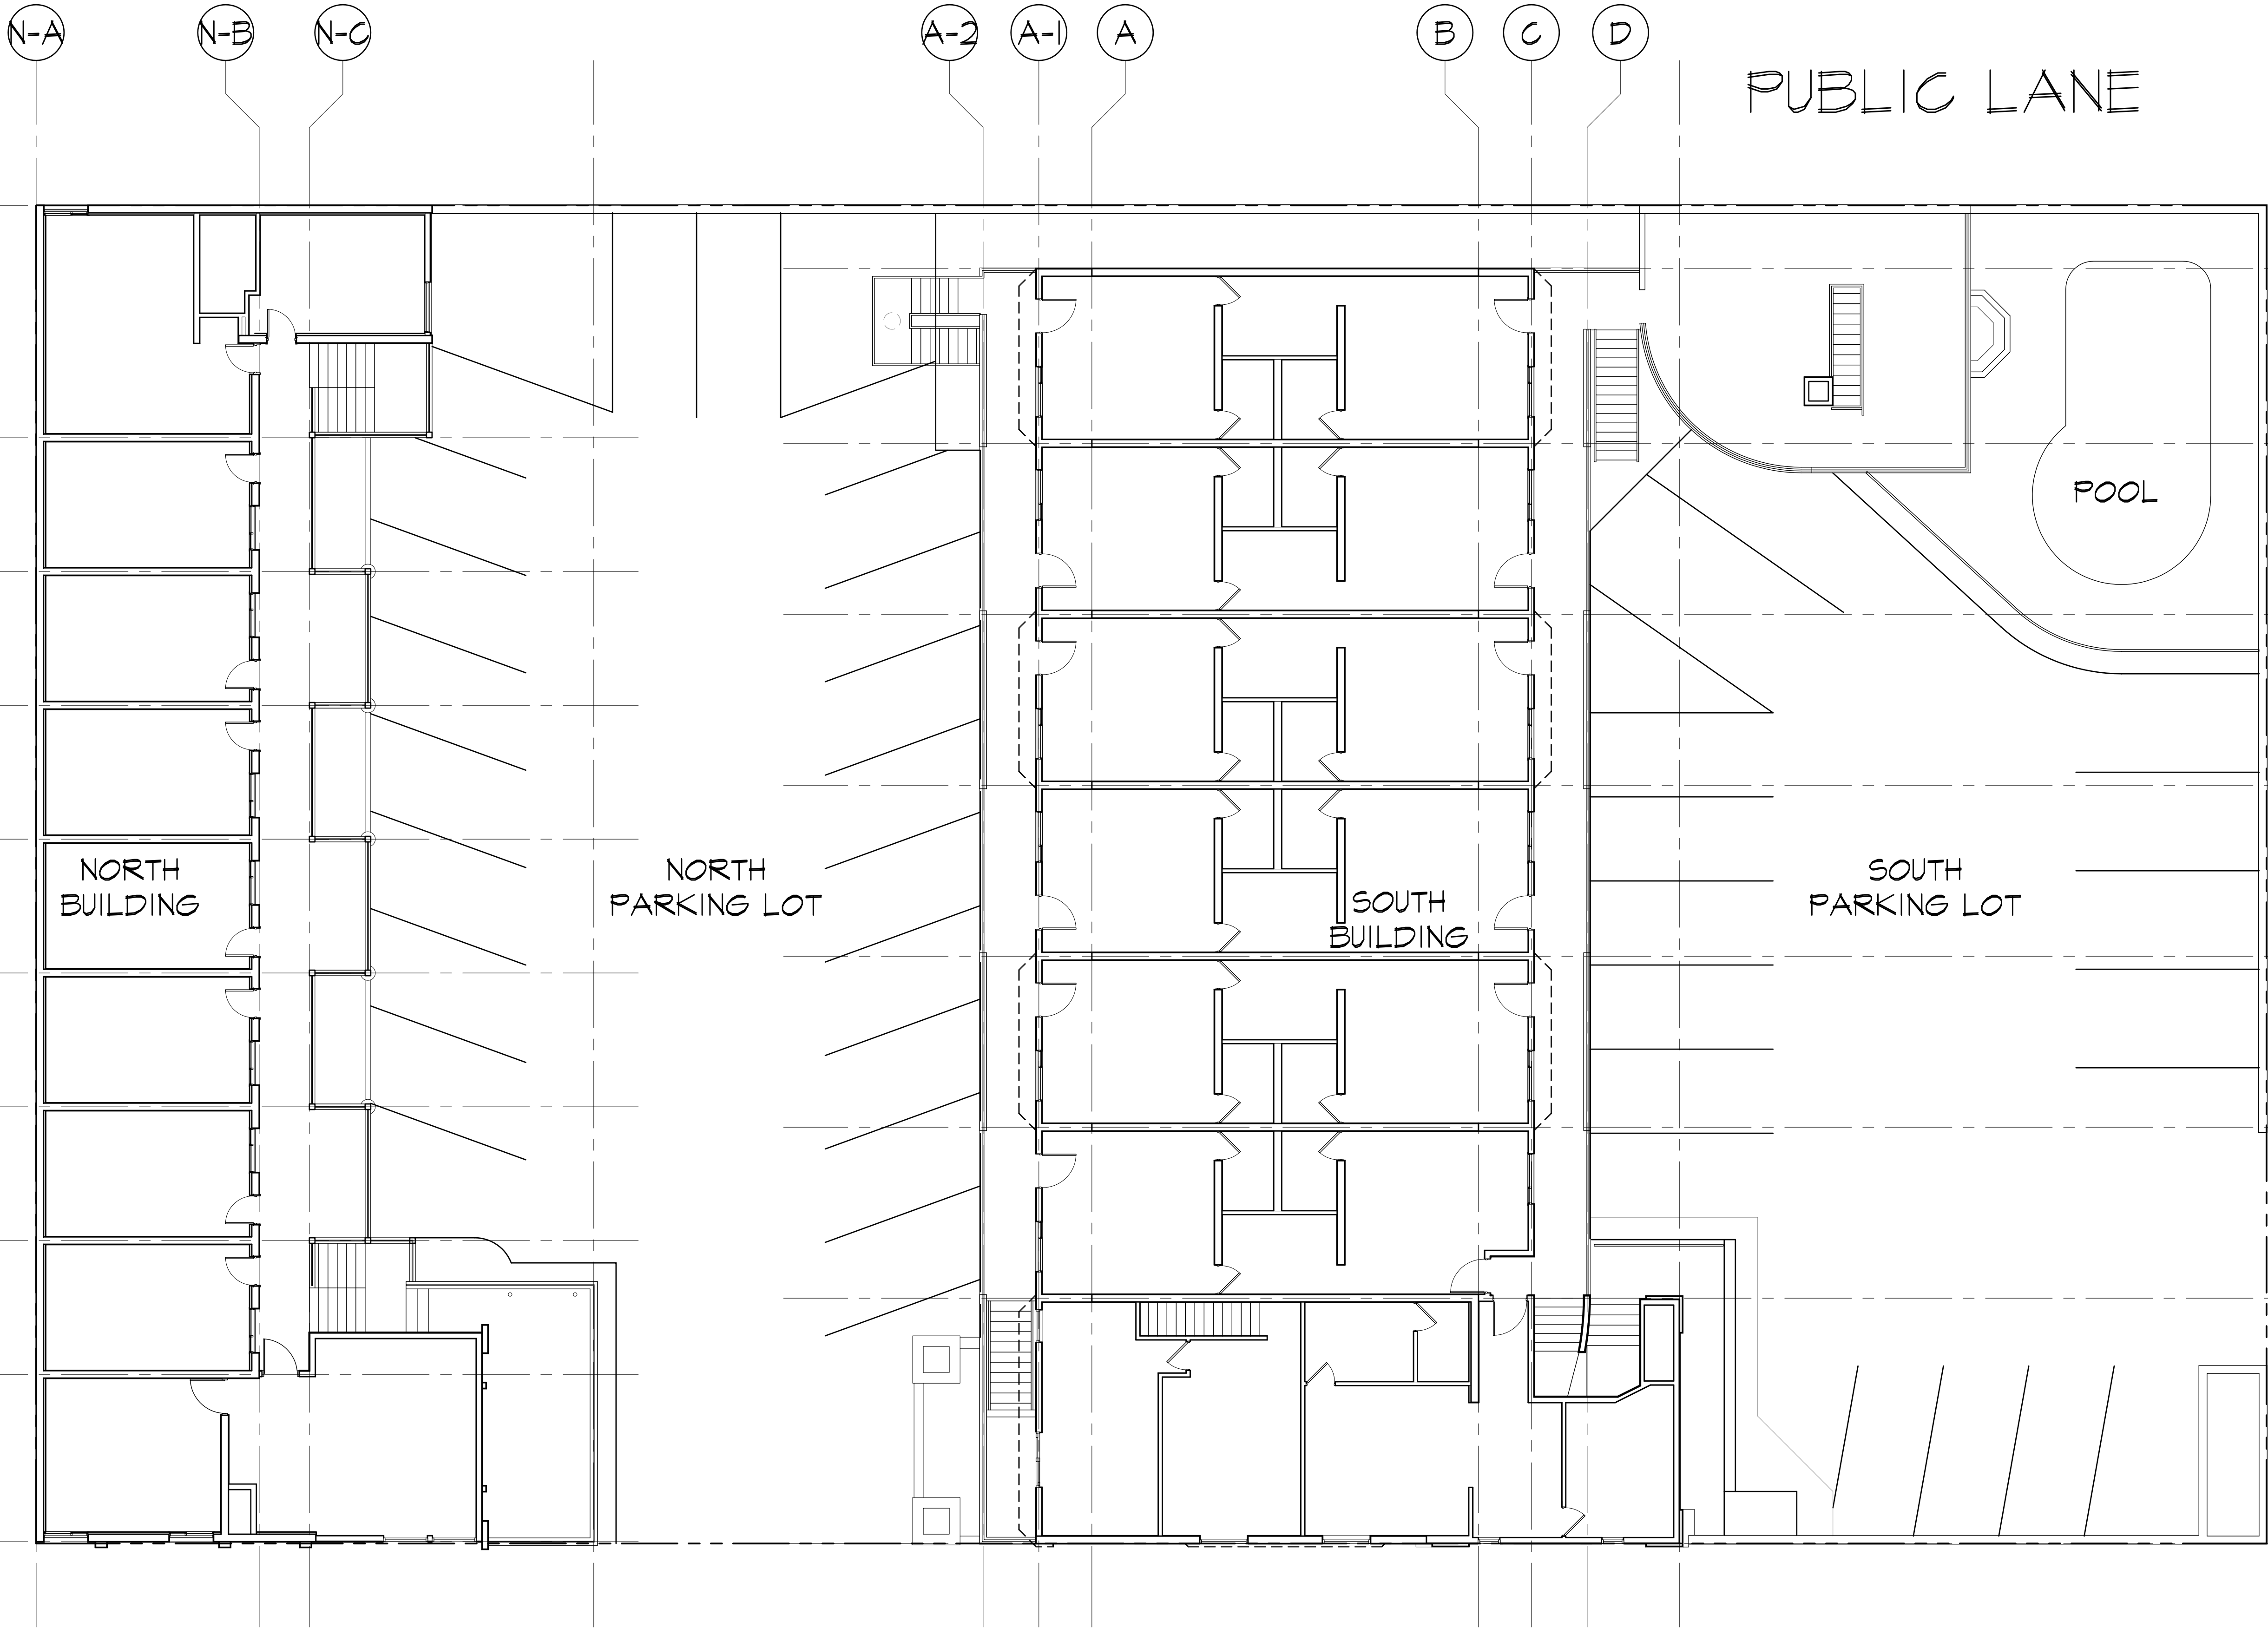 N-A
N-B
N-C
A-2
A-1
A
B
C
D
PUBLIC LANE
POOL
NORTH
BUILDING
NORTH
PARKING LOT
SOUTH
BUILDING
SOUTH
PARKING LOT